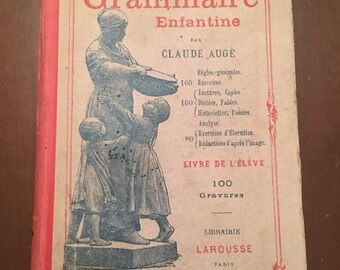 Grammaire
Enfantine
PAR
CLAUDE AUGÉ
Règles générales.
160 Exercices.
Lectures, Copies
100 Dictées, Fables.
Historiettes, Poésies
Analyse.
80 Exercices d'Élocution.
Rédactions d'après l'image.
LIVRE DE L'ÉLÈVE
100
Gravures
LIBRAIRIE
LAROUSSE
PARIS